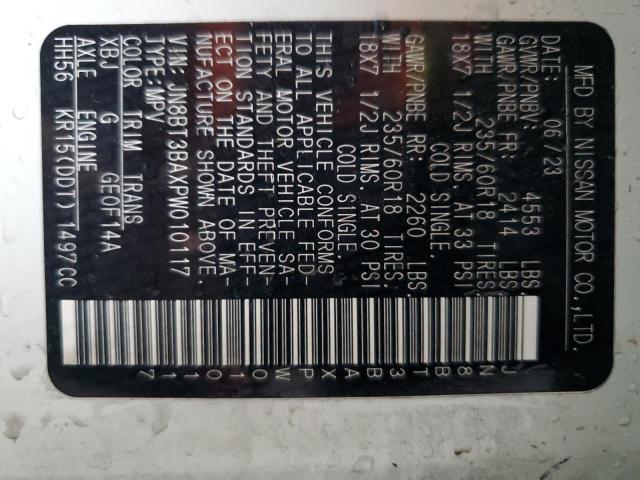 MFD BY NISSAN MOTOR CO.,LTD.
06/23
GVWR/PNBV: 4553 LBS.
GAWR/PNBE FR: 2414 LBS
WITH 235/60R18 TIRES,
18X7 1/2J RIMS. AT 33 PSI
COLD SINGLE.
GAWR/PNBE RR: 2260 LBS.
WITH 235/60R18 TIRES,
18X7 1/2J RIMS. AT 30 PSI
COLD SINGLE.
THIS VEHICLE CONFORMS
TO ALL APPLICABLE FED-
ERAL MOTOR VEHICLE SA-
FETY AND THEFT PREVEN-
TION STANDARDS IN EFF-
ECT ON THE DATE OF MA-
NUFACTURE SHOWN ABOVE.
VIN: JN8BT3BAXPW010117
TYPE: MPV
COLOR TRIM TRANS
XBJ G GE0F14A
AXLE ENGINE
HH56 KR15(DDT) 1497CC
JN8BT3BAXPW010117